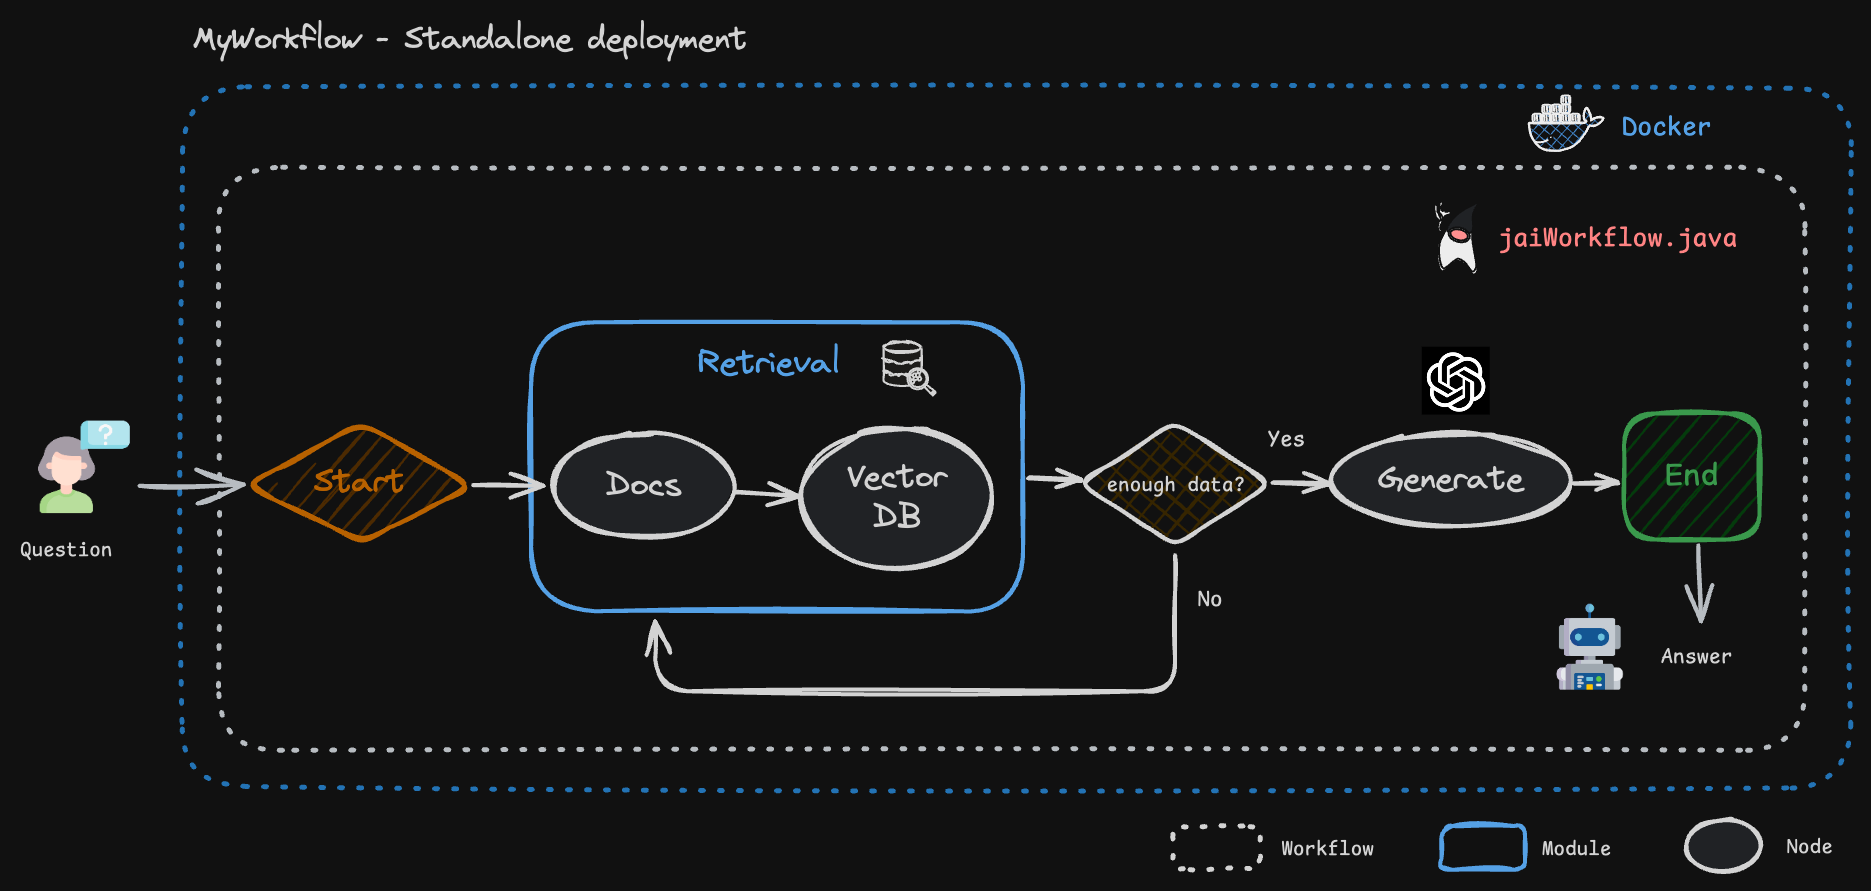 MyWorkflow - Standalone deployment
Docker
jaiWorkflow.java
Retrieval
?
Question
Start
Docs
Vector
DB
enough data?
Yes
No
Generate
End
Answer
Workflow
Module
Node